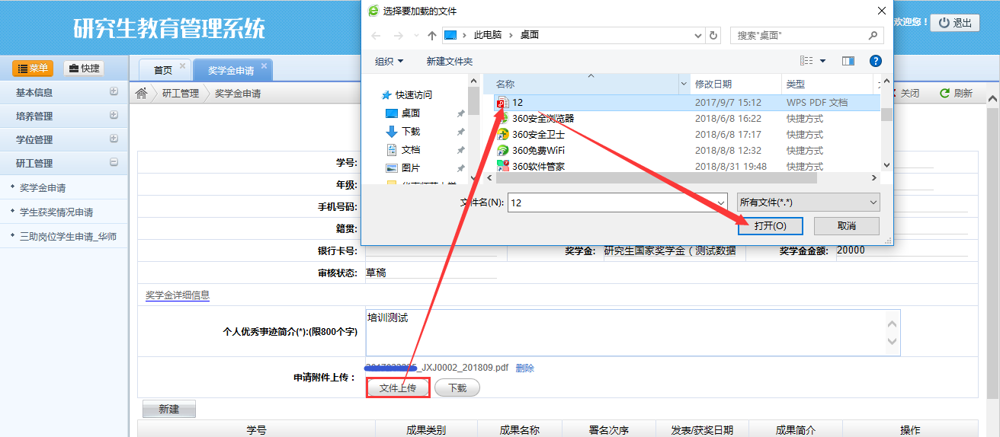 选择要加载的文件
研究生教育管理系统
欢迎您！
退出
此电脑 › 桌面
搜索"桌面"
菜单
快捷
首页
奖学金申请
组织
新建文件夹
基本信息
培养管理
学位管理
研工管理
奖学金申请
学生获奖情况申请
三助岗位学生申请_华师
研工管理
奖学金申请
关闭
刷新
快速访问
桌面
下载
文档
图片
名称 修改日期 类型
12 2017/9/7 15:12 WPS PDF 文档
360安全浏览器 2018/6/8 16:22 快捷方式
360安全卫士 2018/6/8 17:17 快捷方式
360免费WiFi 2018/8/8 12:32 快捷方式
360软件管家 2018/8/31 19:48 快捷方式
文件名(N): 12
所有文件(*.*)
打开(O)
取消
学号:
年级:
手机号码:
籍贯:
银行卡号:
奖学金: 研究生国家奖学金（测试数据
奖学金金额: 20000
审核状态: 草稿
奖学金详细信息
个人优秀事迹简介(*):(限800个字)
培训测试
申请附件上传：
_JXJ0002_201809.pdf 删除
文件上传
下载
新建
学号 成果类别 成果名称 署名次序 发表/获奖日期 成果简介 操作